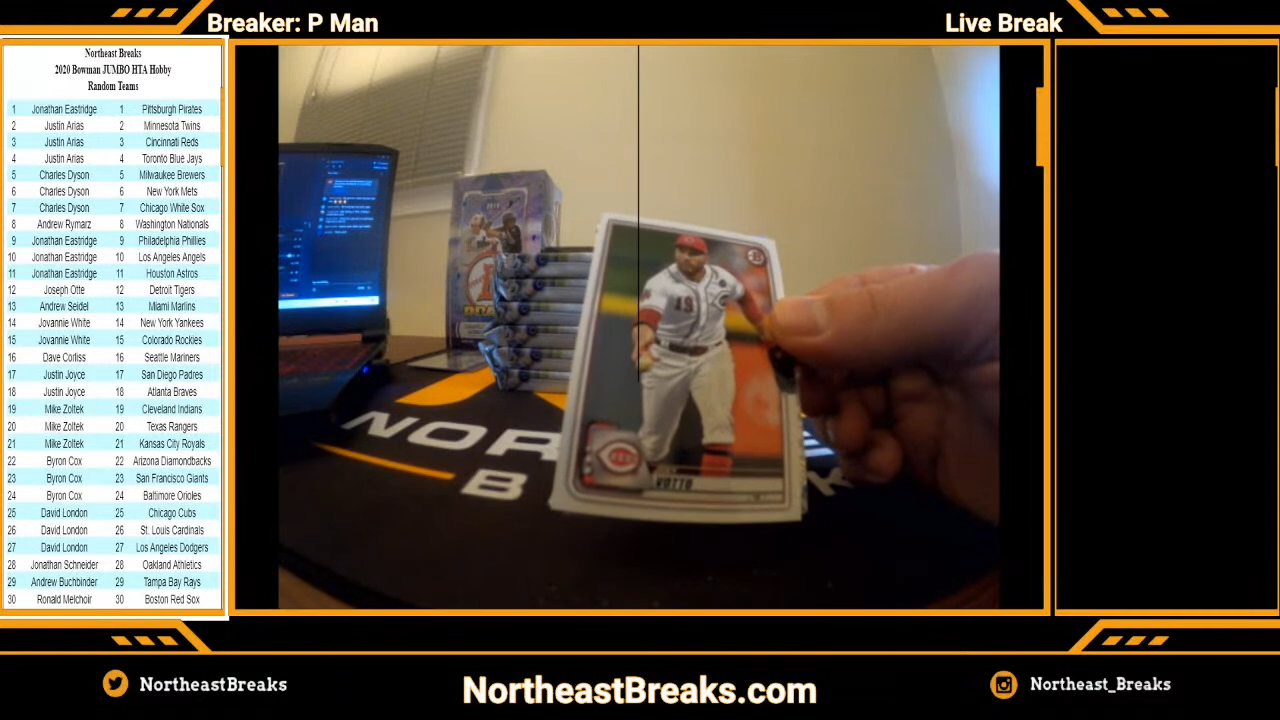 Breaker: P Man
Live Break
Northeast Breaks
2020 Bowman JUMBO HTA Hobby
Random Teams
1 Jonathan Eastridge 1 Pittsburgh Pirates
2 Justin Arias 2 Minnesota Twins
3 Justin Arias 3 Cincinnati Reds
4 Justin Arias 4 Toronto Blue Jays
5 Charles Dyson 5 Milwaukee Brewers
6 Charles Dyson 6 New York Mets
7 Charles Dyson 7 Chicago White Sox
8 Andrew Rymarz 8 Washington Nationals
9 Jonathan Eastridge 9 Philadelphia Phillies
10 Jonathan Eastridge 10 Los Angeles Angels
11 Jonathan Eastridge 11 Houston Astros
12 Joseph Otte 12 Detroit Tigers
13 Andrew Seidel 13 Miami Marlins
14 Jovannie White 14 New York Yankees
15 Jovannie White 15 Colorado Rockies
16 Dave Corliss 16 Seattle Mariners
17 Justin Joyce 17 San Diego Padres
18 Justin Joyce 18 Atlanta Braves
19 Mike Zoltek 19 Cleveland Indians
20 Mike Zoltek 20 Texas Rangers
21 Mike Zoltek 21 Kansas City Royals
22 Byron Cox 22 Arizona Diamondbacks
23 Byron Cox 23 San Francisco Giants
24 Byron Cox 24 Baltimore Orioles
25 David London 25 Chicago Cubs
26 David London 26 St. Louis Cardinals
27 David London 27 Los Angeles Dodgers
28 Jonathan Schneider 28 Oakland Athletics
29 Andrew Buchbinder 29 Tampa Bay Rays
30 Ronald Melchoir 30 Boston Red Sox
19
REDS
VOTTO
NOR
B K
NortheastBreaks
NortheastBreaks.com
Northeast_Breaks